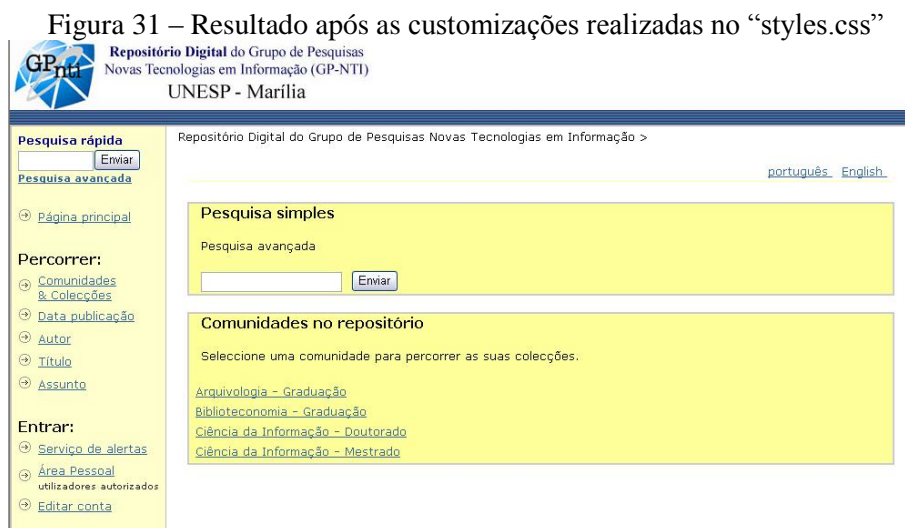 Figura 31 – Resultado após as customizações realizadas no “styles.css”
GPnti
Repositório Digital do Grupo de Pesquisas
Novas Tecnologias em Informação (GP-NTI)
UNESP - Marília
Pesquisa rápida
Enviar
Pesquisa avançada
Página principal
Percorrer:
Comunidades
& Colecções
Data publicação
Autor
Título
Assunto
Entrar:
Serviço de alertas
Área Pessoal
utilizadores autorizados
Editar conta
Repositório Digital do Grupo de Pesquisas Novas Tecnologias em Informação >
português English
Pesquisa simples
Pesquisa avançada
Enviar
Comunidades no repositório
Seleccione uma comunidade para percorrer as suas colecções.
Arquivologia - Graduação
Biblioteconomia - Graduação
Ciência da Informação - Doutorado
Ciência da Informação - Mestrado